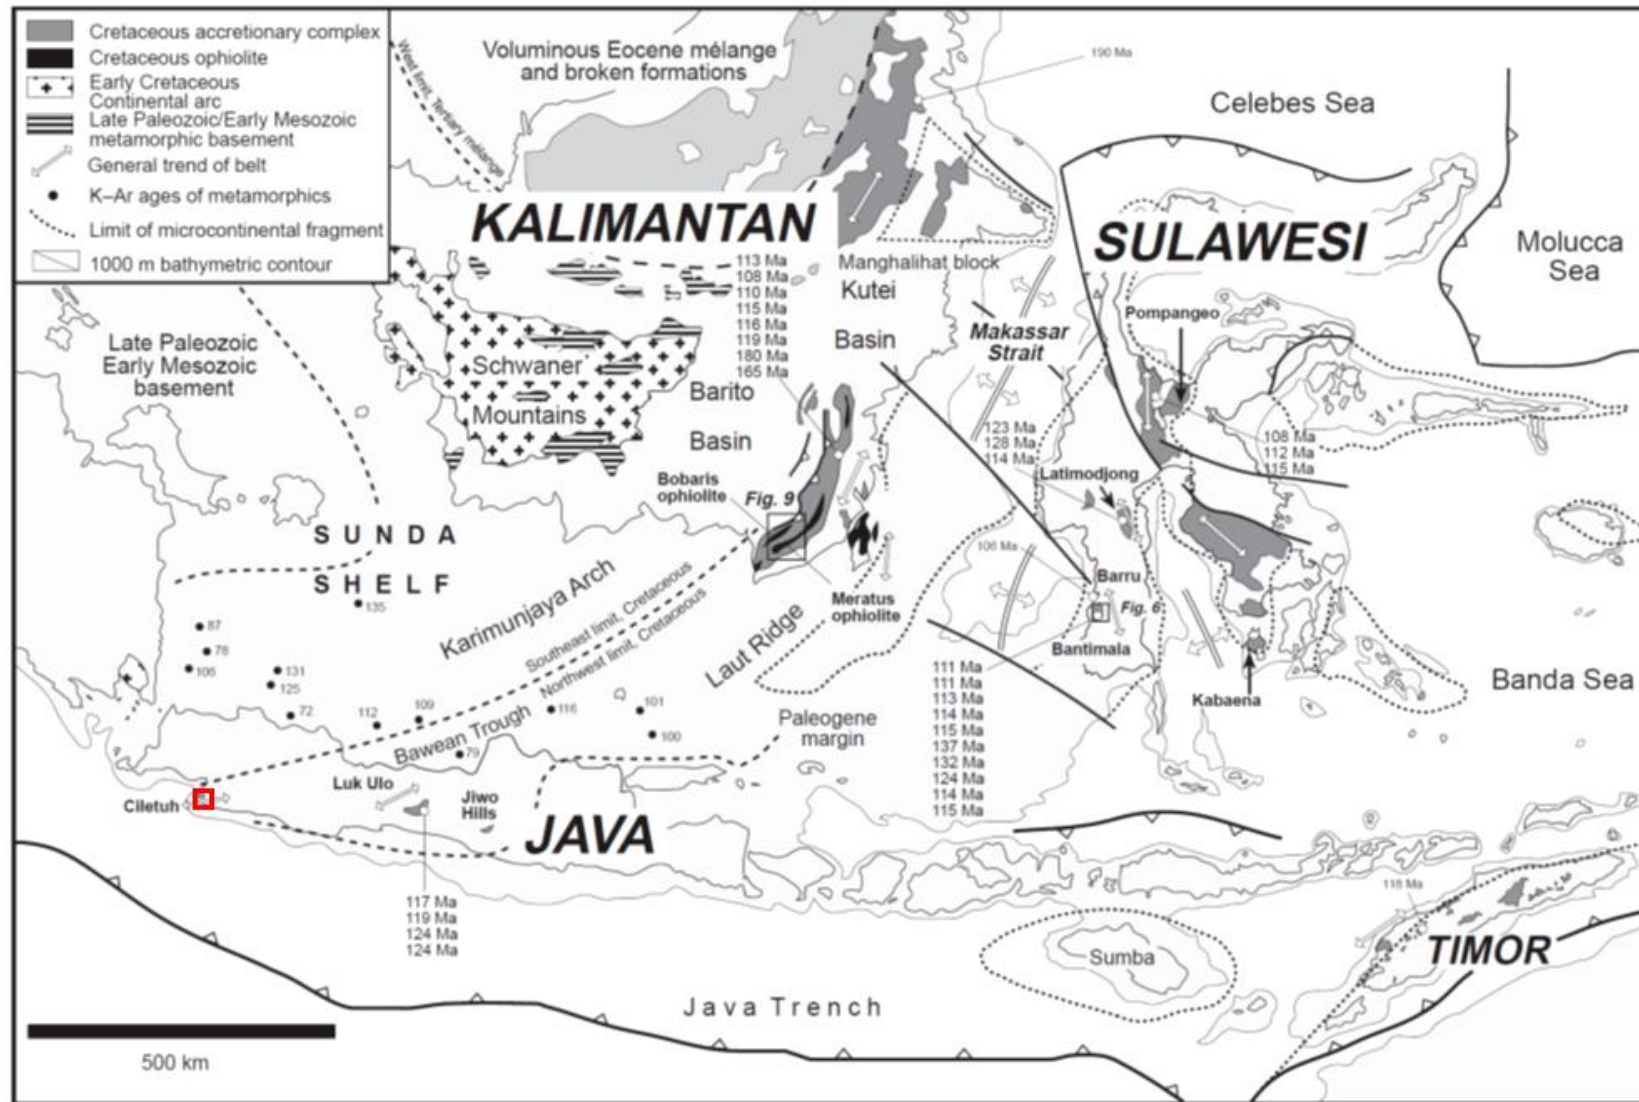 Cretaceous accretionary complex
Cretaceous ophiolite
Early Cretaceous
Continental arc
Late Paleozoic/Early Mesozoic
metamorphic basement
General trend of belt
K–Ar ages of metamorphics
Limit of microcontinental fragment
1000 m bathymetric contour
West limit, Tertiary mélange
Voluminous Eocene mélange
and broken formations
190 Ma
Celebes Sea
KALIMANTAN
SULAWESI
Molucca
Sea
Manghalihat block
113 Ma
108 Ma
110 Ma
115 Ma
116 Ma
119 Ma
180 Ma
165 Ma
Kutei
Basin
Makassar
Strait
Pompangeo
Late Paleozoic
Early Mesozoic
basement
Schwaner
Mountains
Barito
Basin
123 Ma
128 Ma
114 Ma
108 Ma
112 Ma
115 Ma
Latimodjong
Bobaris
ophiolite
Fig. 9
SUNDA
SHELF
106 Ma
Barru
Fig. 6
Bantimala
Meratus
ophiolite
Karimunjaya Arch
Southeast limit, Cretaceous
Northwest limit, Cretaceous
Laut Ridge
135
87
78
106
131
125
72
112
109
116
101
100
79
Bawean Trough
Paleogene
margin
111 Ma
111 Ma
113 Ma
114 Ma
115 Ma
137 Ma
132 Ma
124 Ma
114 Ma
115 Ma
Kabaena
Banda Sea
Ciletuh
Luk Ulo
Jiwo
Hills
JAVA
117 Ma
119 Ma
124 Ma
124 Ma
118 Ma
TIMOR
Sumba
Java Trench
500 km